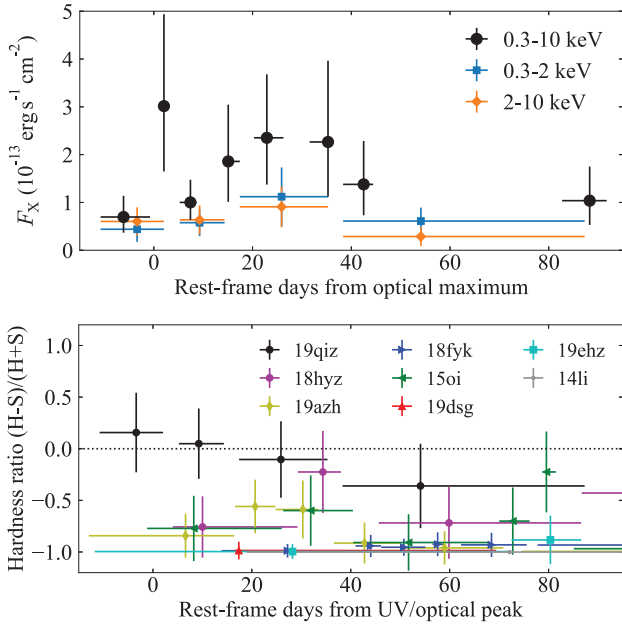 5
4
3
2
1
0
F_X (10^-13 erg s^-1 cm^-2)
0.3-10 keV
0.3-2 keV
2-10 keV
0 20 40 60 80
Rest-frame days from optical maximum
1.0
0.5
0.0
−0.5
−1.0
Hardness ratio (H-S)/(H+S)
19qiz 18fyk 19ehz
18hyz 15oi 14li
19azh 19dsg
0 20 40 60 80
Rest-frame days from UV/optical peak